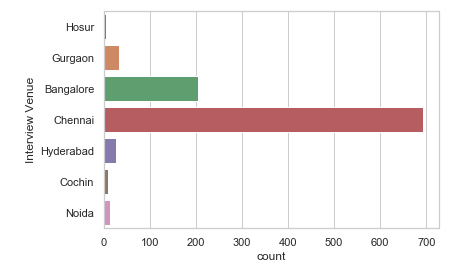 Interview Venue
Hosur
Gurgaon
Bangalore
Chennai
Hyderabad
Cochin
Noida
0 100 200 300 400 500 600 700
count